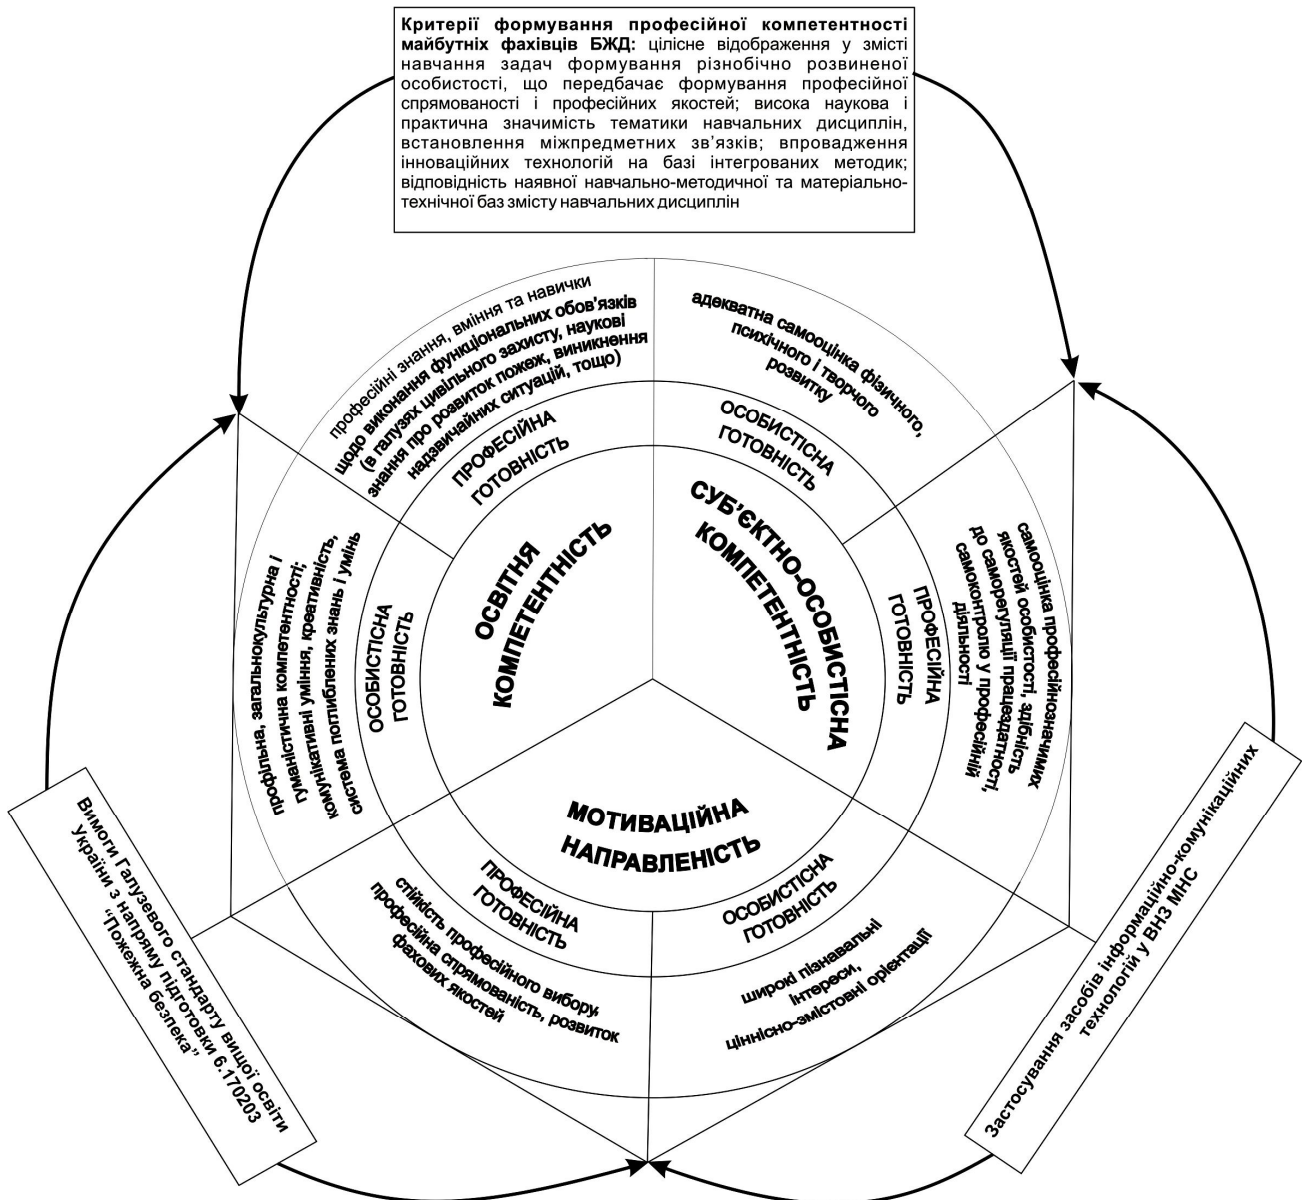 Критерії формування професійної компетентності
майбутніх фахівців БЖД: цілісне відображення у змісті
навчання задач формування різнобічно розвиненої
особистості, що передбачає формування професійної
спрямованості і професійних якостей; висока наукова і
практична значимість тематики навчальних дисциплін,
встановлення міжпредметних зв’язків; впровадження
інноваційних технологій на базі інтегрованих методик;
відповідність наявної навчально-методичної та матеріально-
технічної баз змісту навчальних дисциплін
професійні знання, вміння та навички
щодо виконання функціональних обов’язків
(в галузях цивільного захисту, наукові
знання про розвиток пожеж, виникнення
надзвичайних ситуацій, тощо)
адекватна самооцінка фізичного,
психічного і творчого
розвитку
ПРОФЕСІЙНА
ГОТОВНІСТЬ
ОСОБИСТІСНА
ГОТОВНІСТЬ
ОСВІТНЯ
КОМПЕТЕНТНІСТЬ
СУБ’ЄКТНО-ОСОБИСТІСНА
КОМПЕТЕНТНІСТЬ
профільна, загальнокультурна і
гуманістична компетентності;
комунікативні уміння, креативність,
система поглиблених знань і умінь
ОСОБИСТІСНА
ГОТОВНІСТЬ
ПРОФЕСІЙНА
ГОТОВНІСТЬ
самооцінка професійнозначимих
якостей особистості, здібність
до саморегуляції працездатності,
самоконтролю у професійній
діяльності
МОТИВАЦІЙНА
НАПРАВЛЕНІСТЬ
ПРОФЕСІЙНА
ГОТОВНІСТЬ
ОСОБИСТІСНА
ГОТОВНІСТЬ
стійкість професійного вибору,
професійна спрямованість, розвиток
фахових якостей
широкі пізнавальні
інтереси,
ціннісно-змістовні орієнтації
Вимоги Галузевого стандарту вищої освіти
України з напряму підготовки 6.170203
“Пожежна безпека”
Застосування засобів інформаційно-комунікаційних
технологій у ВНЗ МНС